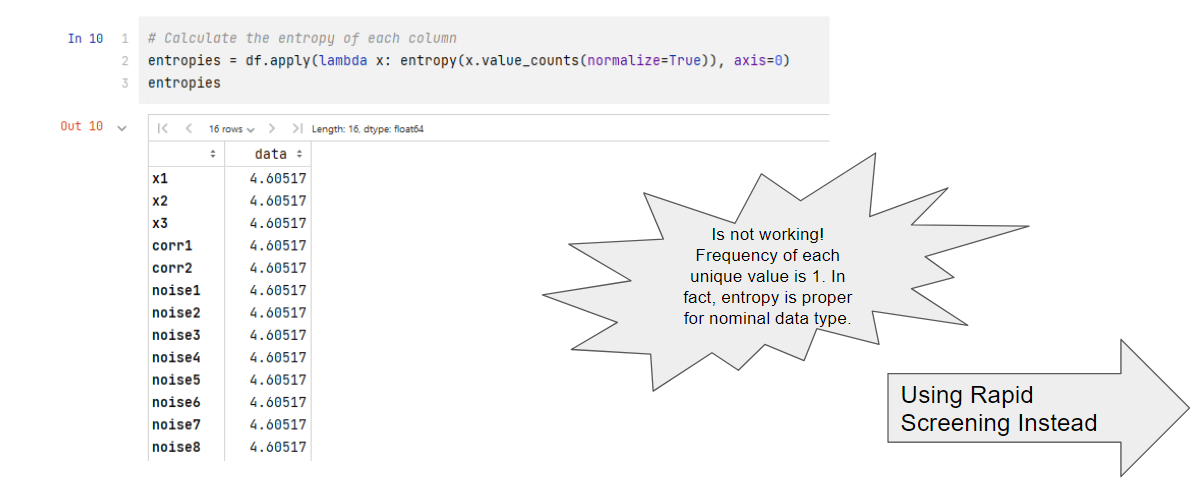 In 10
1 # Calculate the entropy of each column
2 entropies = df.apply(lambda x: entropy(x.value_counts(normalize=True)), axis=0)
3 entropies
Out 10
16 rows Length: 16, dtype: float64
data
x1 4.60517
x2 4.60517
x3 4.60517
corr1 4.60517
corr2 4.60517
noise1 4.60517
noise2 4.60517
noise3 4.60517
noise4 4.60517
noise5 4.60517
noise6 4.60517
noise7 4.60517
noise8 4.60517
Is not working!
Frequency of each
unique value is 1. In
fact, entropy is proper
for nominal data type.
Using Rapid
Screening Instead